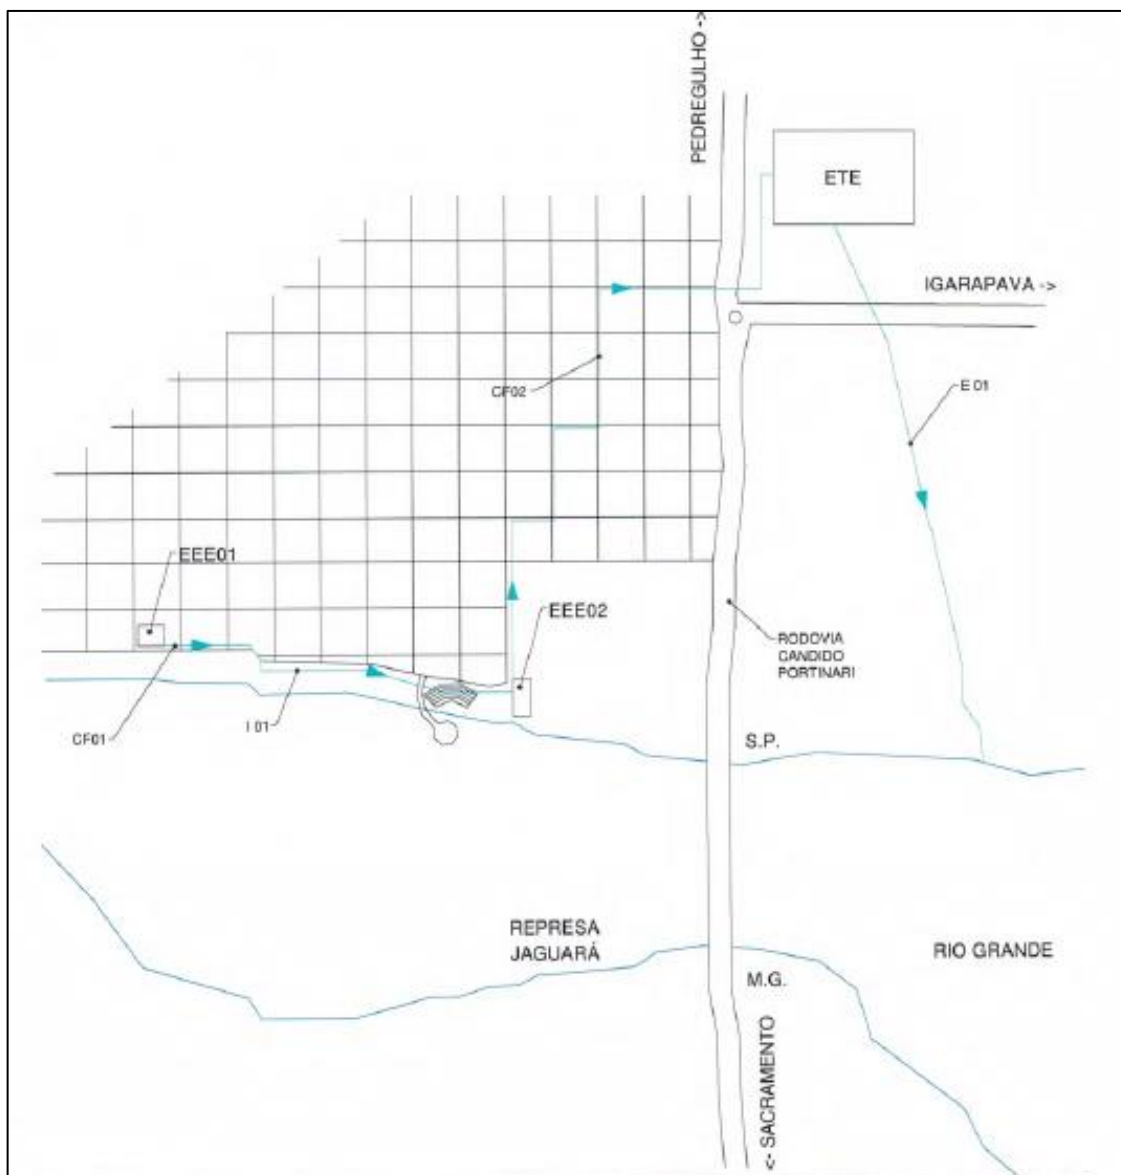 PEDREGULHO ->
ETE
IGARAPAVA ->
CF02
E 01
EEE01
EEE02
RODOVIA
CANDIDO
PORTINARI
CF01
I 01
S.P.
REPRESA
JAGUARÁ
RIO GRANDE
M.G.
<- SACRAMENTO